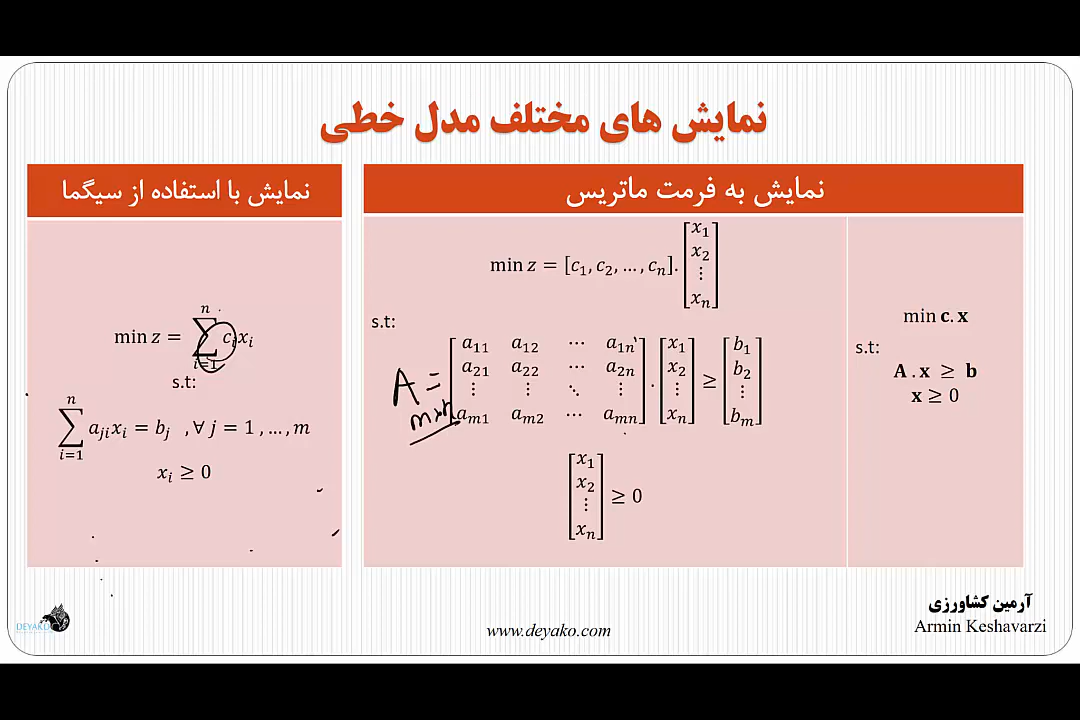 نمایش های مختلف مدل خطی
نمایش به فرمت ماتریس
نمایش با استفاده از سیگما
min c.x
s.t:
A . x ≥ b
x ≥ 0
min z = [c₁, c₂, …, cₙ]. [x₁ x₂ ⋮ xₙ]
s.t:
A = m×n
[a₁₁ a₁₂ ⋯ a₁ₙ
a₂₁ a₂₂ ⋯ a₂ₙ
⋮ ⋮ ⋱ ⋮
aₘ₁ aₘ₂ ⋯ aₘₙ] . [x₁ x₂ ⋮ xₙ] ≥ [b₁ b₂ ⋮ bₘ]
[x₁ x₂ ⋮ xₙ] ≥ 0
min z = ∑ᵢ₌₁ⁿ cᵢxᵢ
s.t:
∑ᵢ₌₁ⁿ aⱼᵢxᵢ = bⱼ , ∀ j = 1 , … , m
xᵢ ≥ 0
آرمین کشاورزی
Armin Keshavarzi
www.deyako.com
DEYAKO